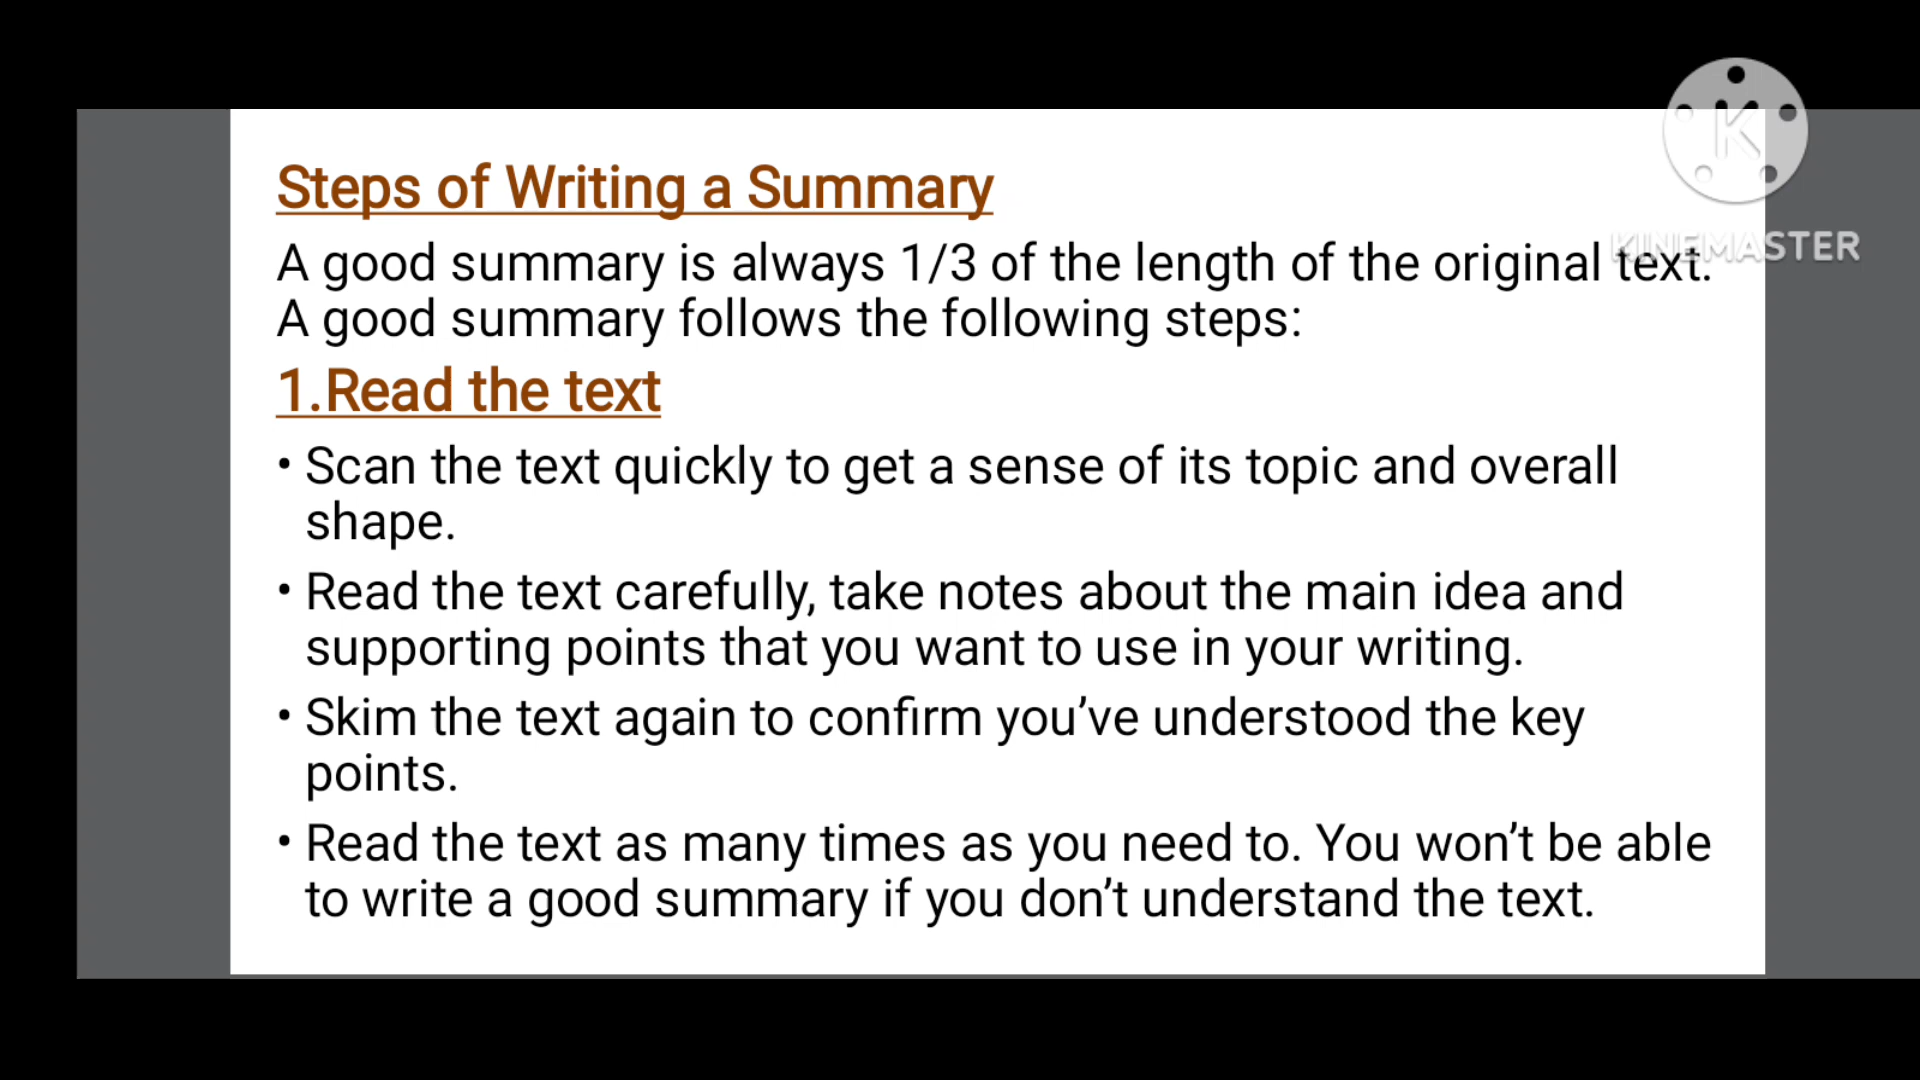 Steps of Writing a Summary
A good summary is always 1/3 of the length of the original text.
A good summary follows the following steps:
1.Read the text
• Scan the text quickly to get a sense of its topic and overall
shape.
• Read the text carefully, take notes about the main idea and
supporting points that you want to use in your writing.
• Skim the text again to confirm you’ve understood the key
points.
• Read the text as many times as you need to. You won’t be able
to write a good summary if you don’t understand the text.
K
KINEMASTER